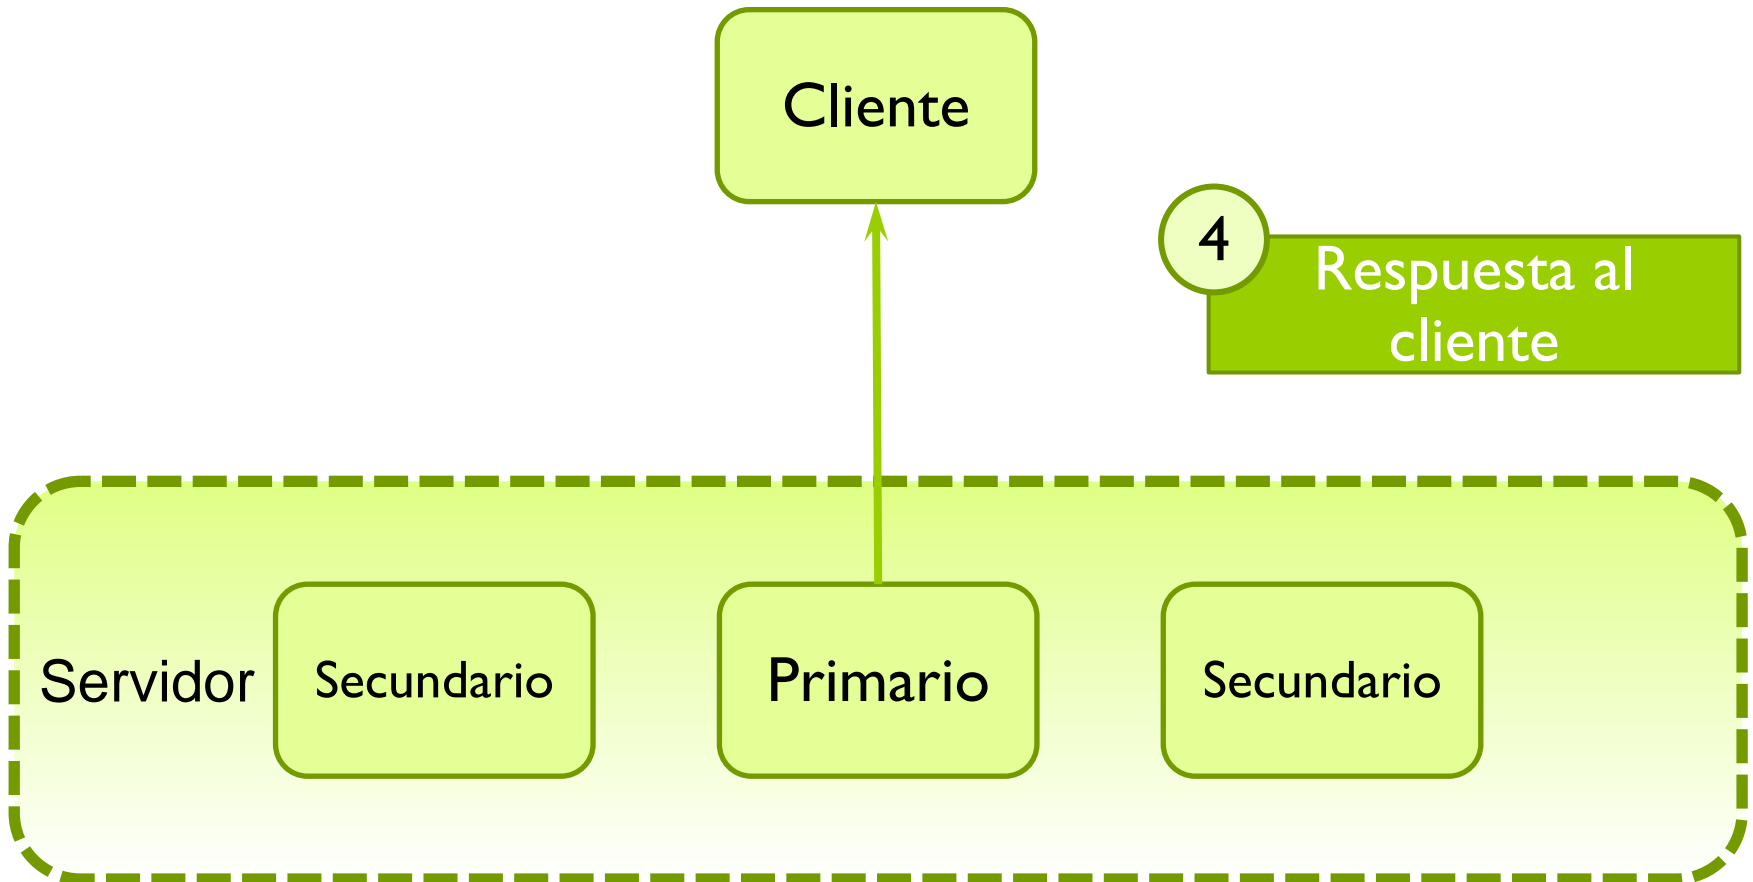 Cliente
4
Respuesta al
cliente
Servidor
Secundario
Primario
Secundario